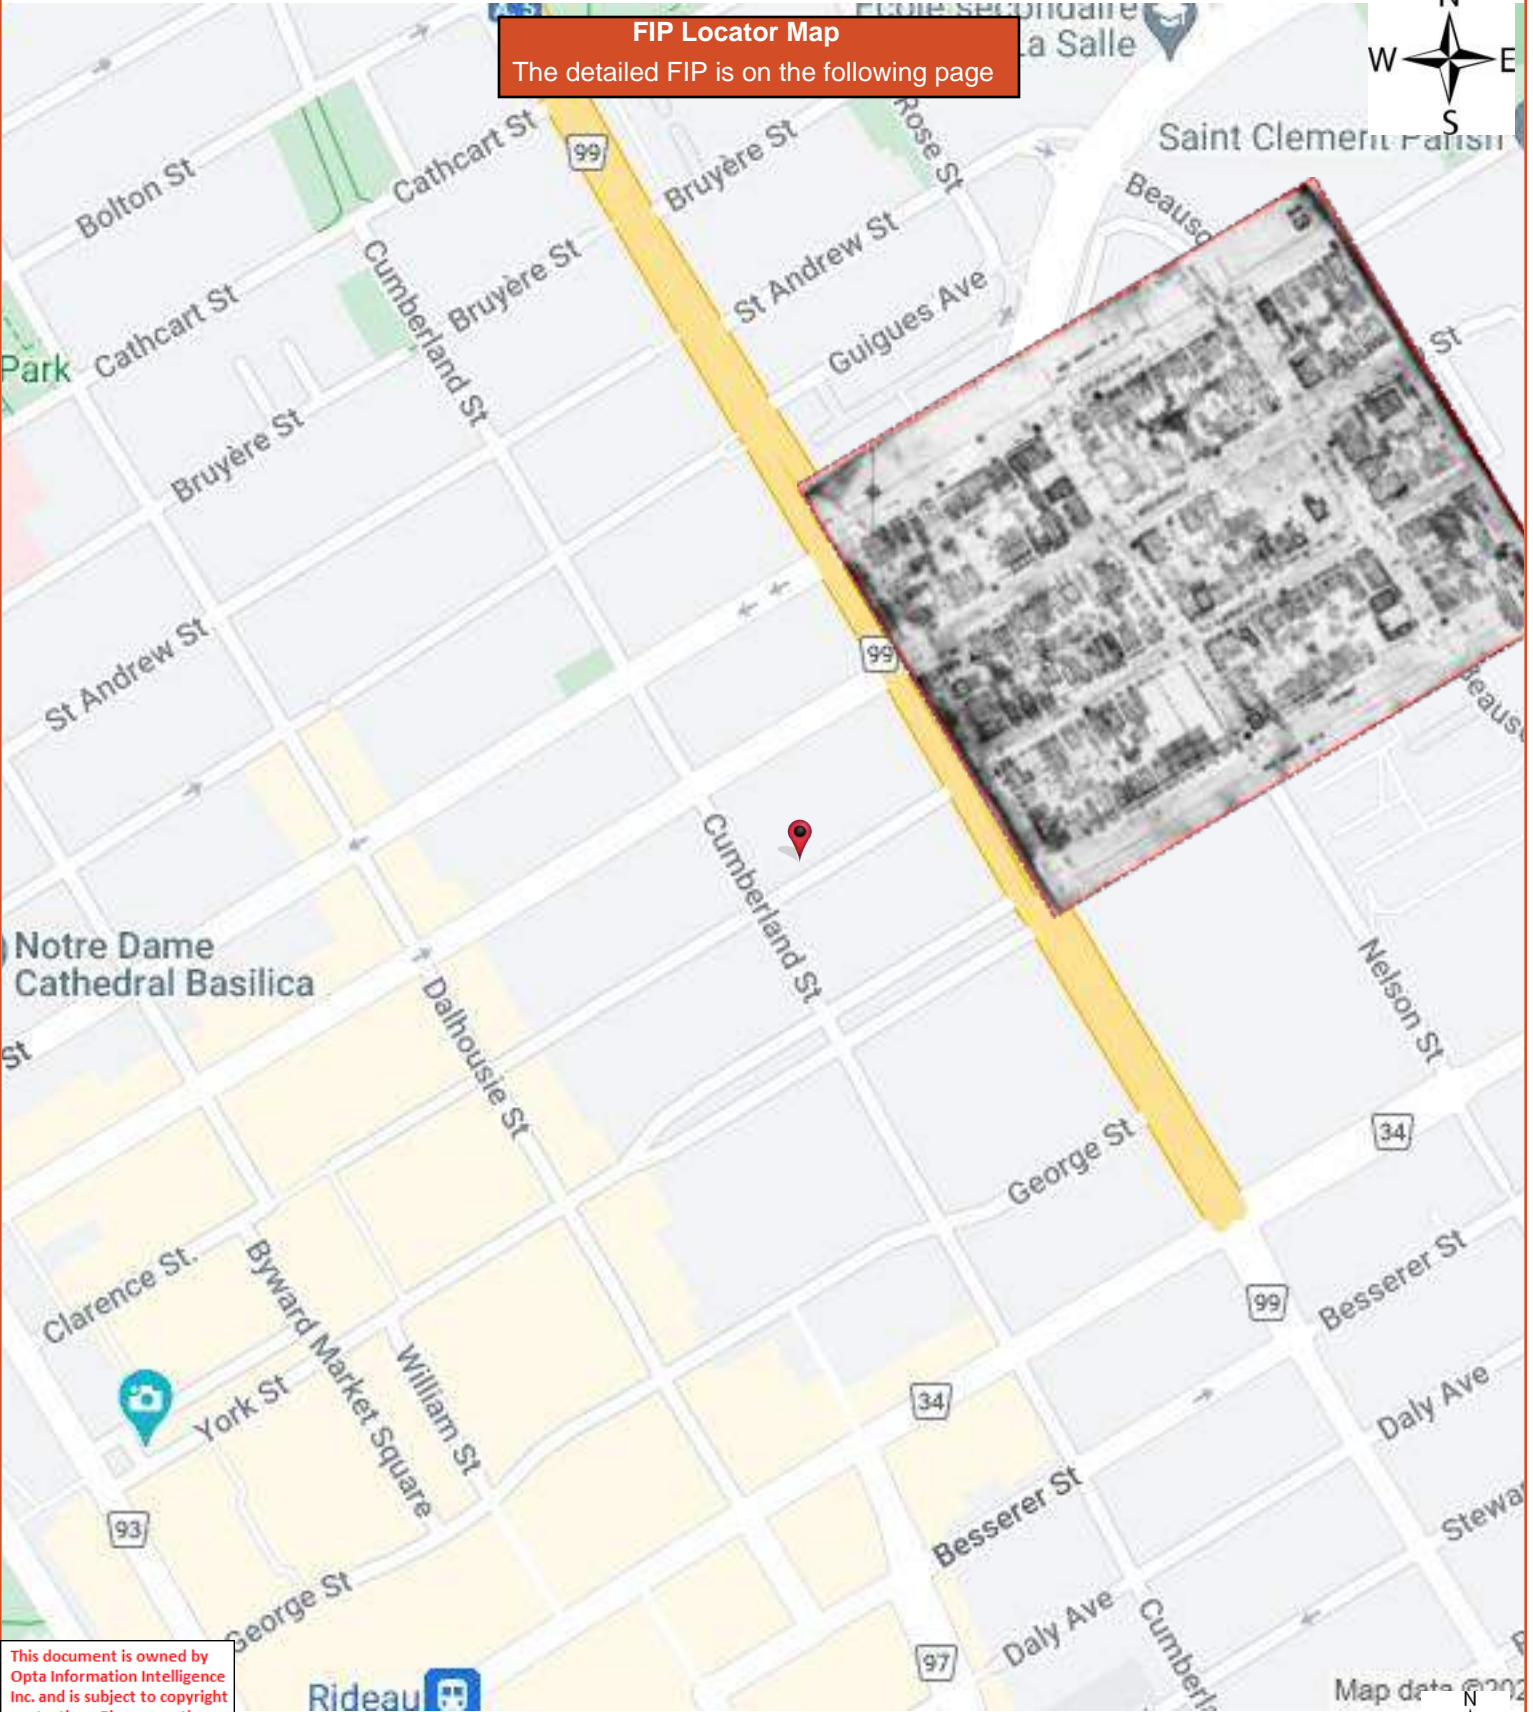 FIP Locator Map
The detailed FIP is on the following page
La Salle
N
W
E
S
Saint Clement Parish
99
Cathcart St
Bruyère St
Rose St
Bolton St
Cumberland St
Bruyère St
St Andrew St
Guigues Ave
13
St
Cathcart St
Park
Bruyère St
99
St Andrew St
Cumberland St
Notre Dame
Cathedral Basilica
St
Dalhousie St
Nelson St
34
George St
Clarence St.
Byward Market Square
99
Besserer St
William St
York St
34
Daly Ave
Besserer St
93
George St
Daly Ave
97
This document is owned by
Opta Information Intelligence
Inc. and is subject to copyright
Rideau
Map data
N